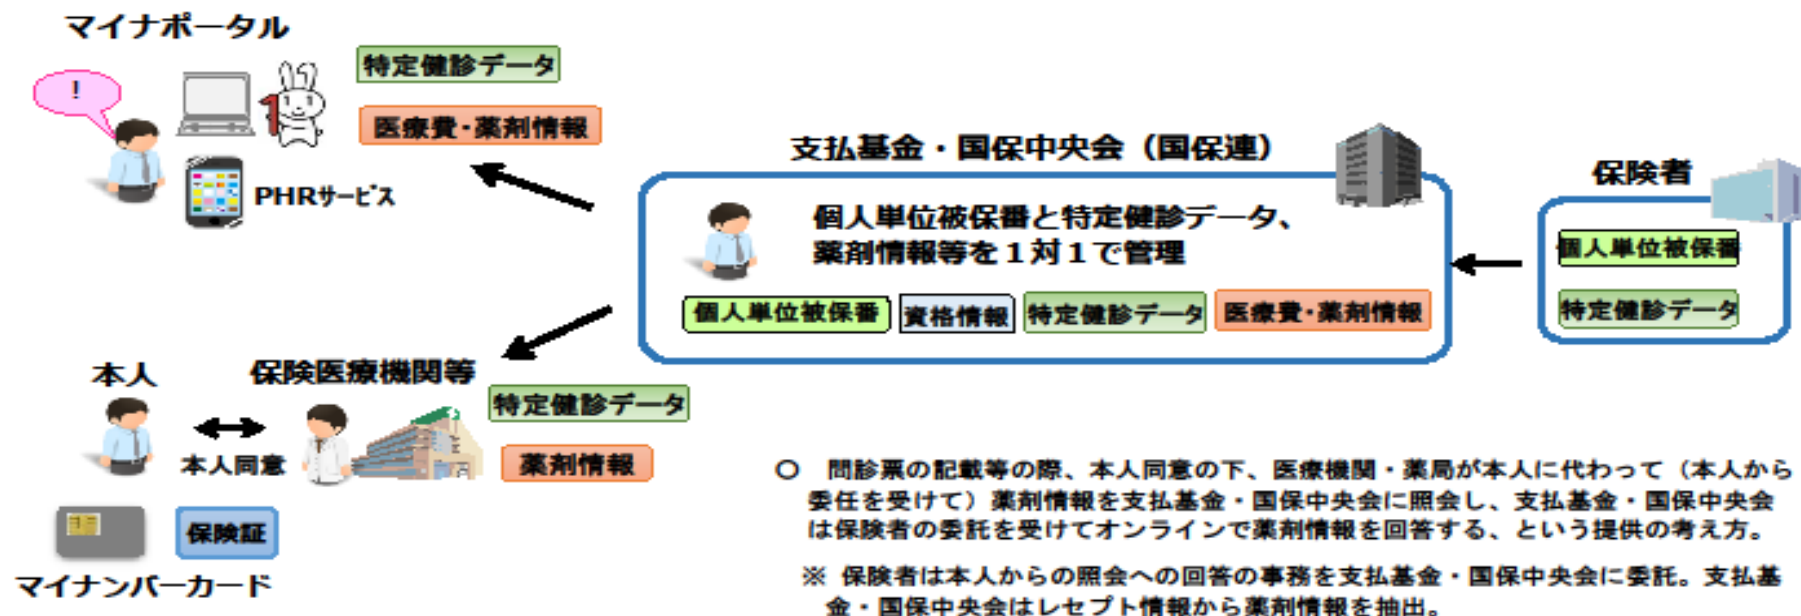 マイナポータル
!
特定健診データ
医療費・薬剤情報
PHRサービス
支払基金・国保中央会（国保連）
個人単位被保番と特定健診データ、
薬剤情報等を１対１で管理
個人単位被保番
資格情報
特定健診データ
医療費・薬剤情報
保険者
個人単位被保番
特定健診データ
本人
保険医療機関等
本人同意
特定健診データ
薬剤情報
保険証
マイナンバーカード
○　問診票の記載等の際、本人同意の下、医療機関・薬局が本人に代わって（本人から
委任を受けて）薬剤情報を支払基金・国保中央会に照会し、支払基金・国保中央会
は保険者の委託を受けてオンラインで薬剤情報を回答する、という提供の考え方。
※ 保険者は本人からの照会への回答の事務を支払基金・国保中央会に委託。支払基
金・国保中央会はレセプト情報から薬剤情報を抽出。